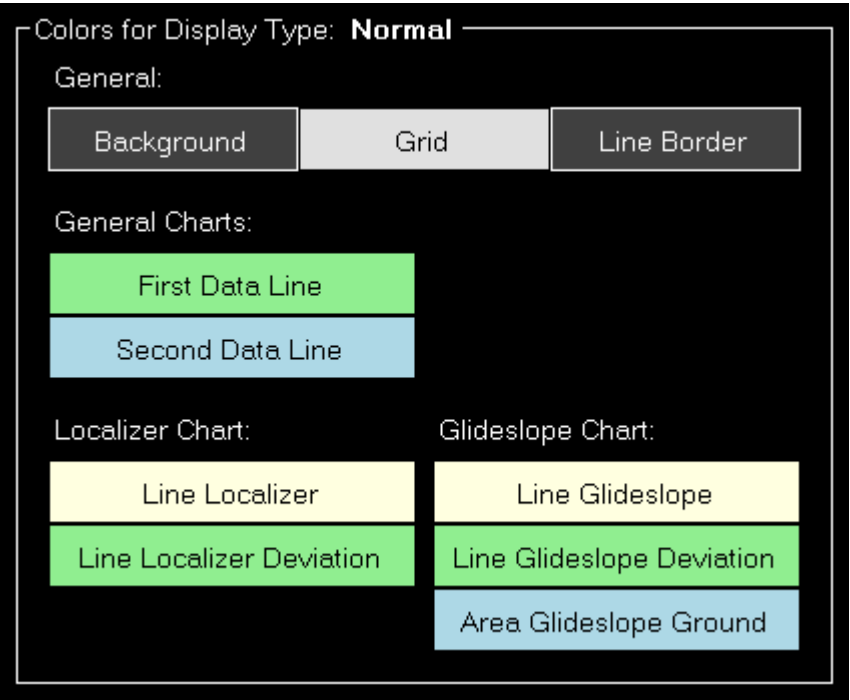 Colors for Display Type: Normal
General:
Background Grid Line Border
General Charts:
First Data Line
Second Data Line
Localizer Chart: Glideslope Chart:
Line Localizer Line Glideslope
Line Localizer Deviation Line Glideslope Deviation
Area Glideslope Ground